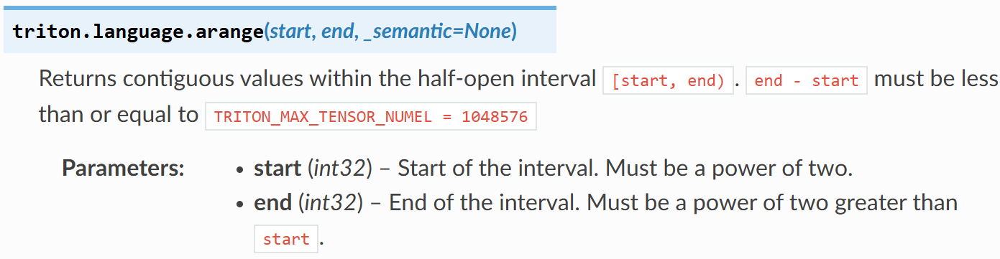 triton.language.arange(start, end, _semantic=None)
Returns contiguous values within the half-open interval [start, end). end - start must be less
than or equal to TRITON_MAX_TENSOR_NUMEL = 1048576
Parameters: • start (int32) – Start of the interval. Must be a power of two.
• end (int32) – End of the interval. Must be a power of two greater than
start.